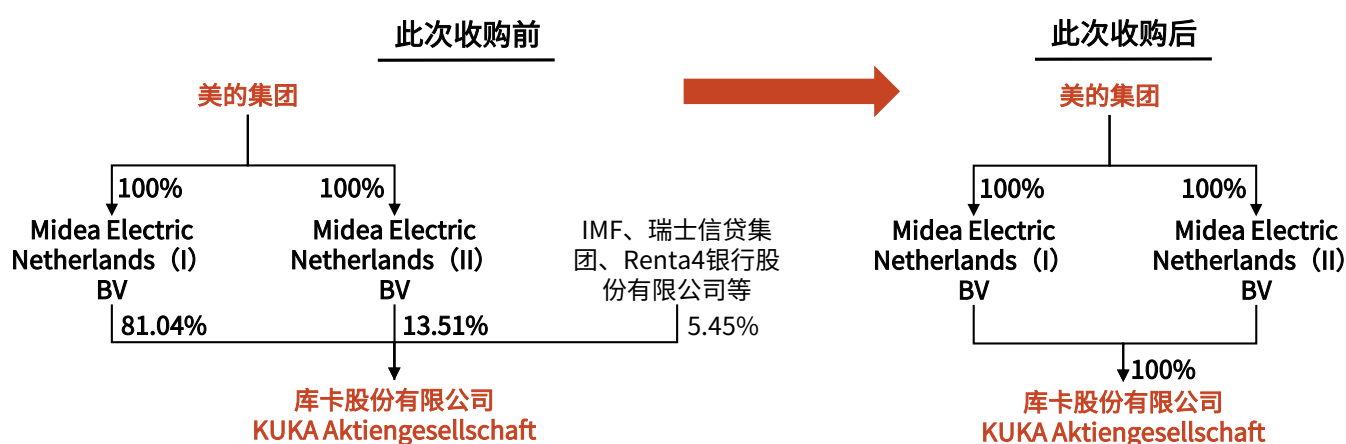 此次收购前
美的集团
100%
100%
Midea Electric
Netherlands（I）
BV
Midea Electric
Netherlands（II）
BV
IMF、瑞士信贷集
团、Renta4银行股
份有限公司等
81.04%
13.51%
5.45%
库卡股份有限公司
KUKA Aktiengesellschaft
此次收购后
美的集团
100%
100%
Midea Electric
Netherlands（I）
BV
Midea Electric
Netherlands（II）
BV
100%
库卡股份有限公司
KUKA Aktiengesellschaft